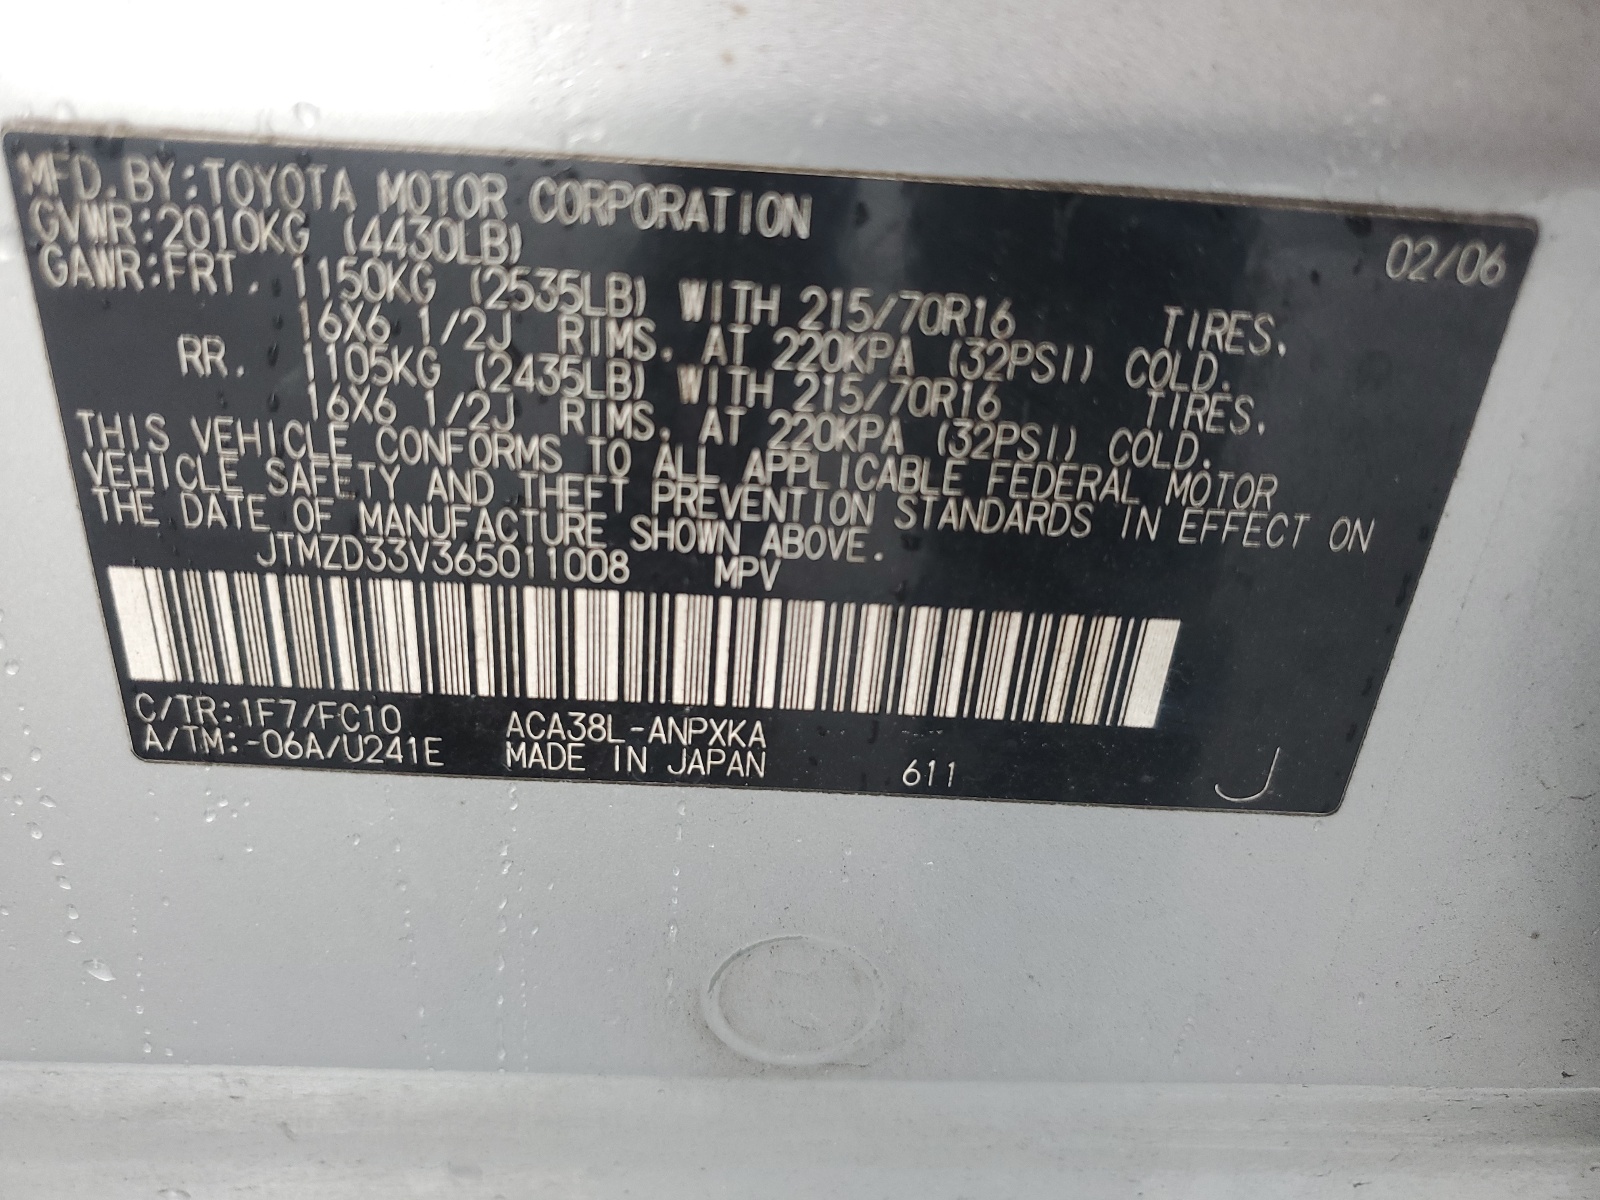 MFD.BY:TOYOTA MOTOR CORPORATION 02/06
GVWR:2010KG (4430LB)
GAWR:FRT. 1150KG (2535LB) WITH 215/70R16 TIRES.
16X6 1/2J RIMS. AT 220KPA (32PSI) COLD.
RR. 1105KG (2435LB) WITH 215/70R16 TIRES.
16X6 1/2J RIMS. AT 220KPA (32PSI) COLD.
THIS VEHICLE CONFORMS TO ALL APPLICABLE FEDERAL MOTOR
VEHICLE SAFETY AND THEFT PREVENTION STANDARDS IN EFFECT ON
THE DATE OF MANUFACTURE SHOWN ABOVE.
JTMZD33V365011008 MPV
C/TR:1F7/FC10 ACA38L-ANPXKA
A/TM:-06A/U241E MADE IN JAPAN 611 J